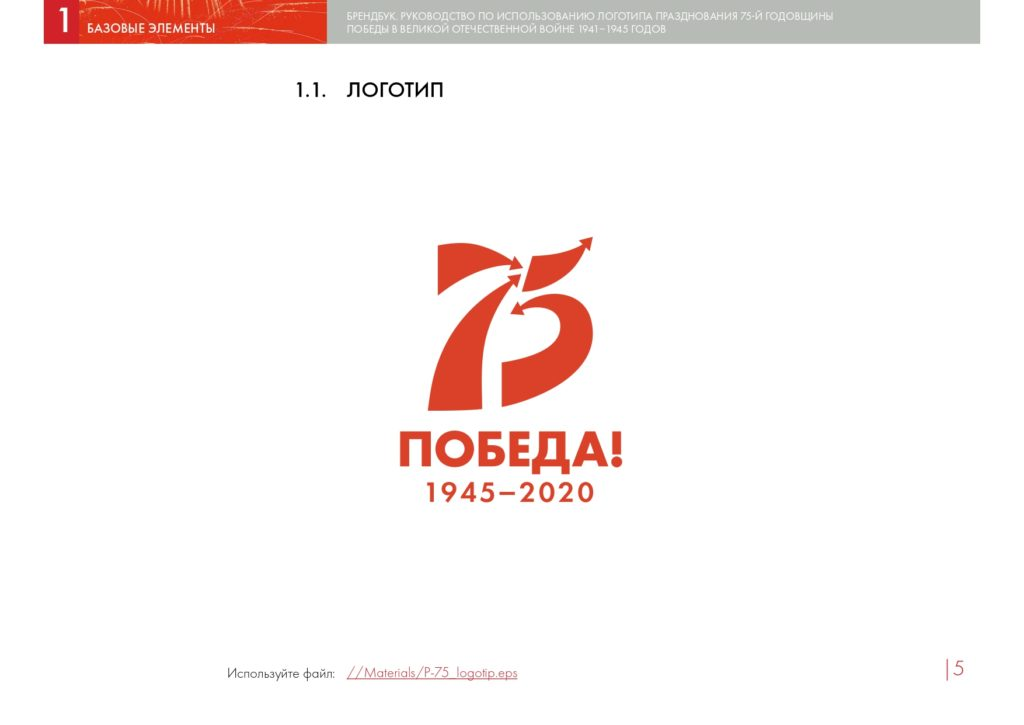 1
БАЗОВЫЕ ЭЛЕМЕНТЫ
БРЕНДБУК. РУКОВОДСТВО ПО ИСПОЛЬЗОВАНИЮ ЛОГОТИПА ПРАЗДНОВАНИЯ 75-Й ГОДОВЩИНЫ
ПОБЕДЫ В ВЕЛИКОЙ ОТЕЧЕСТВЕННОЙ ВОЙНЕ 1941–1945 ГОДОВ
1.1. ЛОГОТИП
75
ПОБЕДА!
1945–2020
Используйте файл: //Materials/P-75_logotip.eps
|5